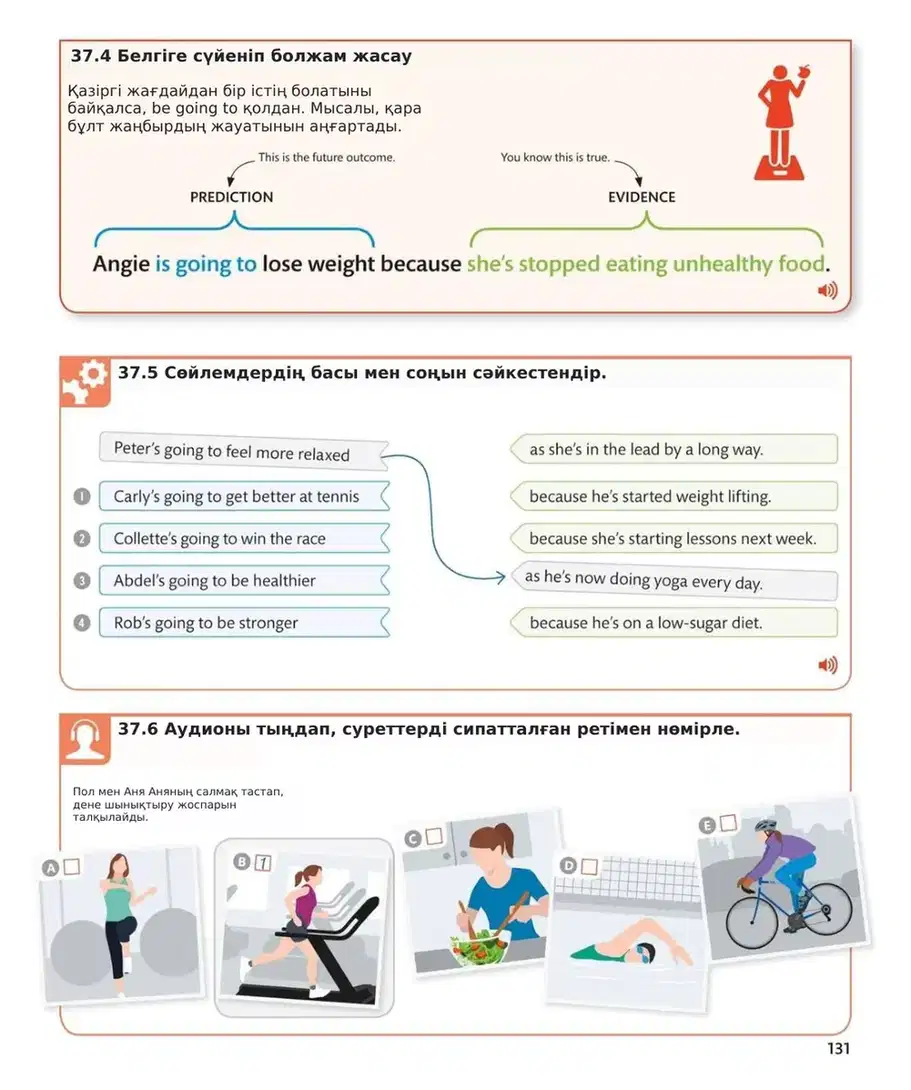 37.4 Белгіге сүйеніп болжам жасау
Қазіргі жағдайдан бір істің болатыны
байқалса, be going to қолдан. Мысалы, қара
бұлт жаңбырдың жауатынын аңғартады.
This is the future outcome.
You know this is true.
PREDICTION
EVIDENCE
Angie is going to lose weight because she's stopped eating unhealthy food.
37.5 Сөйлемдердің басы мен соңын сәйкестендір.
Peter's going to feel more relaxed
as she's in the lead by a long way.
1 Carly's going to get better at tennis
because he's started weight lifting.
2 Collette's going to win the race
because she's starting lessons next week.
3 Abdel's going to be healthier
as he's now doing yoga every day.
4 Rob's going to be stronger
because he's on a low-sugar diet.
37.6 Аудионы тыңдап, суреттерді сипатталған ретімен нөмірле.
Пол мен Аня Аняның салмақ тастап,
дене шынықтыру жоспарын
талқылайды.
A
B 1
C
D
E
131